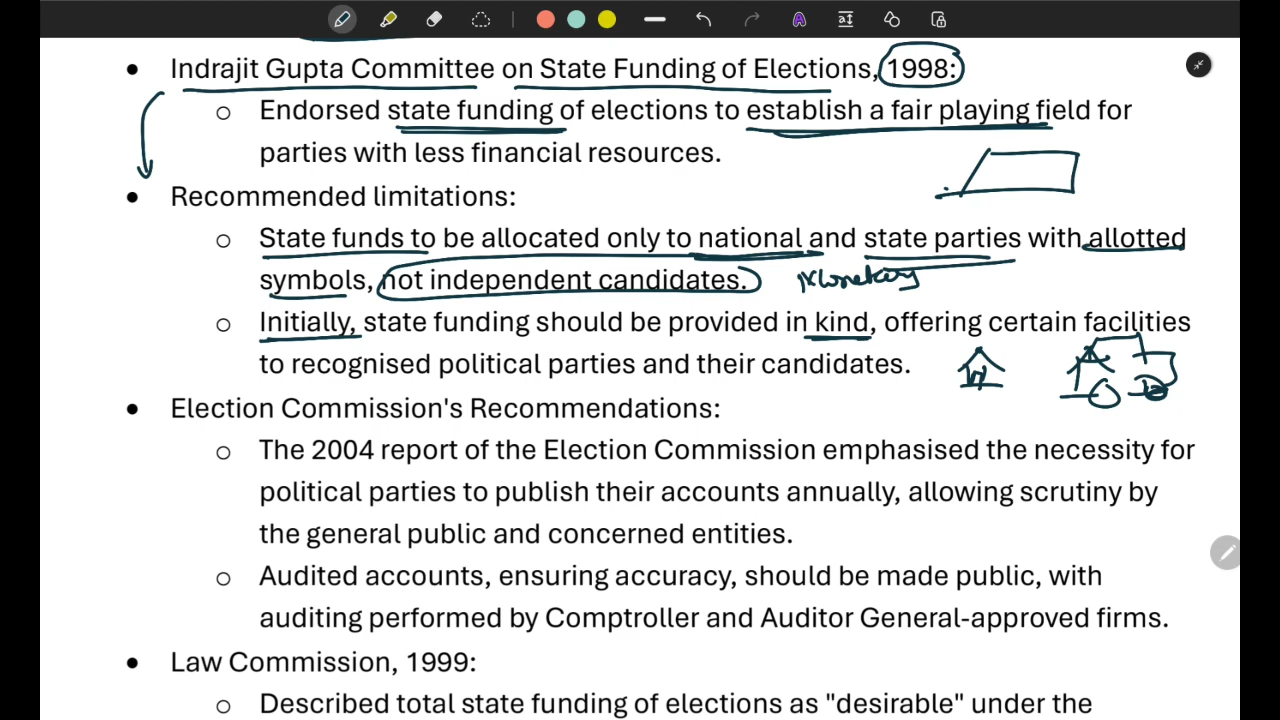 • Indrajit Gupta Committee on State Funding of Elections, 1998:
o Endorsed state funding of elections to establish a fair playing field for
parties with less financial resources.
• Recommended limitations:
o State funds to be allocated only to national and state parties with allotted
symbols, not independent candidates. Monetary
o Initially, state funding should be provided in kind, offering certain facilities
to recognised political parties and their candidates.
• Election Commission's Recommendations:
o The 2004 report of the Election Commission emphasised the necessity for
political parties to publish their accounts annually, allowing scrutiny by
the general public and concerned entities.
o Audited accounts, ensuring accuracy, should be made public, with
auditing performed by Comptroller and Auditor General-approved firms.
• Law Commission, 1999:
o Described total state funding of elections as "desirable" under the